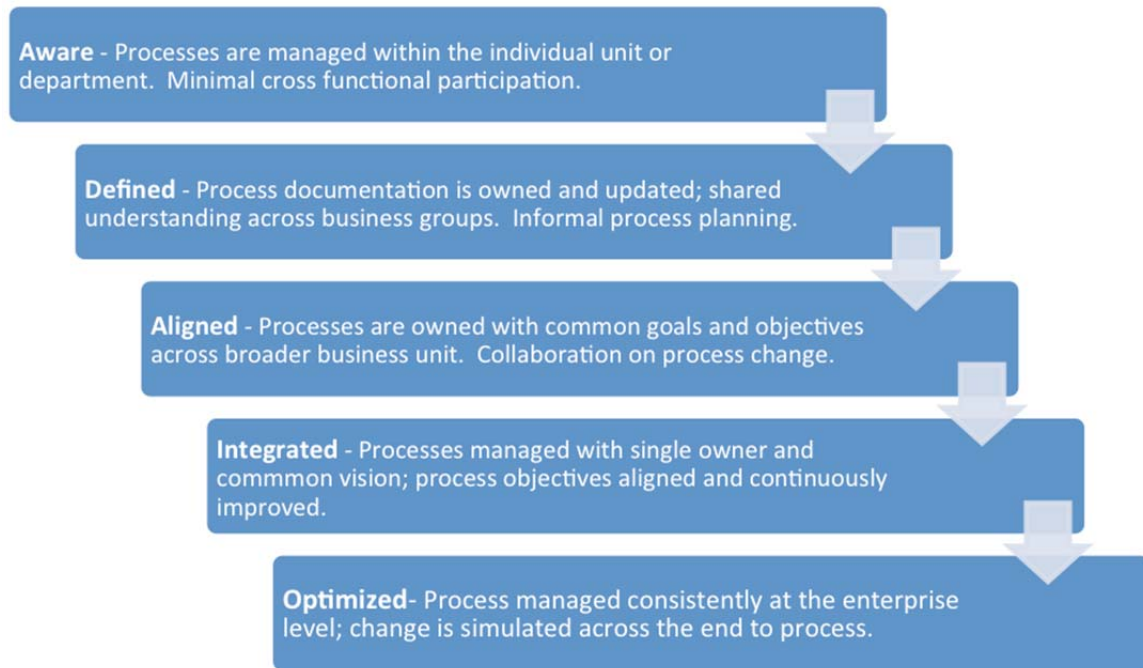 Aware - Processes are managed within the individual unit or
department.  Minimal cross functional participation.
Defined - Process documentation is owned and updated; shared
understanding across business groups.  Informal process planning.
Aligned - Processes are owned with common goals and objectives
across broader business unit.  Collaboration on process change.
Integrated - Processes managed with single owner and
commmon vision; process objectives aligned and continuously
improved.
Optimized- Process managed consistently at the enterprise
level; change is simulated across the end to process.